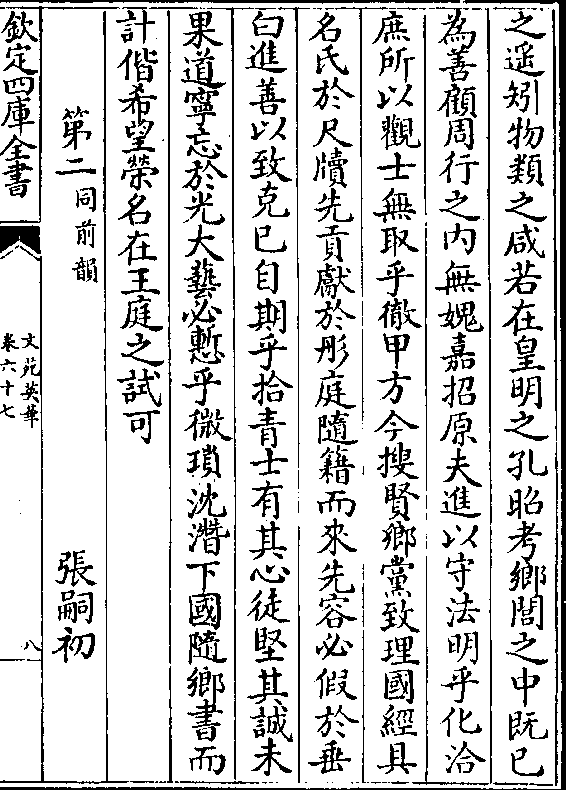 之遥矧物類之咸若在皇明之孔昭考鄉閭之中既已
為善顧周行之内無媿嘉招原夫進以守法明乎化洽
庶所以觀士無取乎徹甲方今搜賢鄉黨致理國經具
名氏於尺牘先貢獻於彤庭隨籍而來先容必假於垂
白進善以致克已自期乎拾青士有其心徒堅其誠未
果道寧忘於光大藝必慙乎微瑣沈潛下國隨鄉書而
計偕希望榮名在王庭之試可
第二同前韻 張嗣初
欽定四庫全書
文苑英華
卷六十七
八